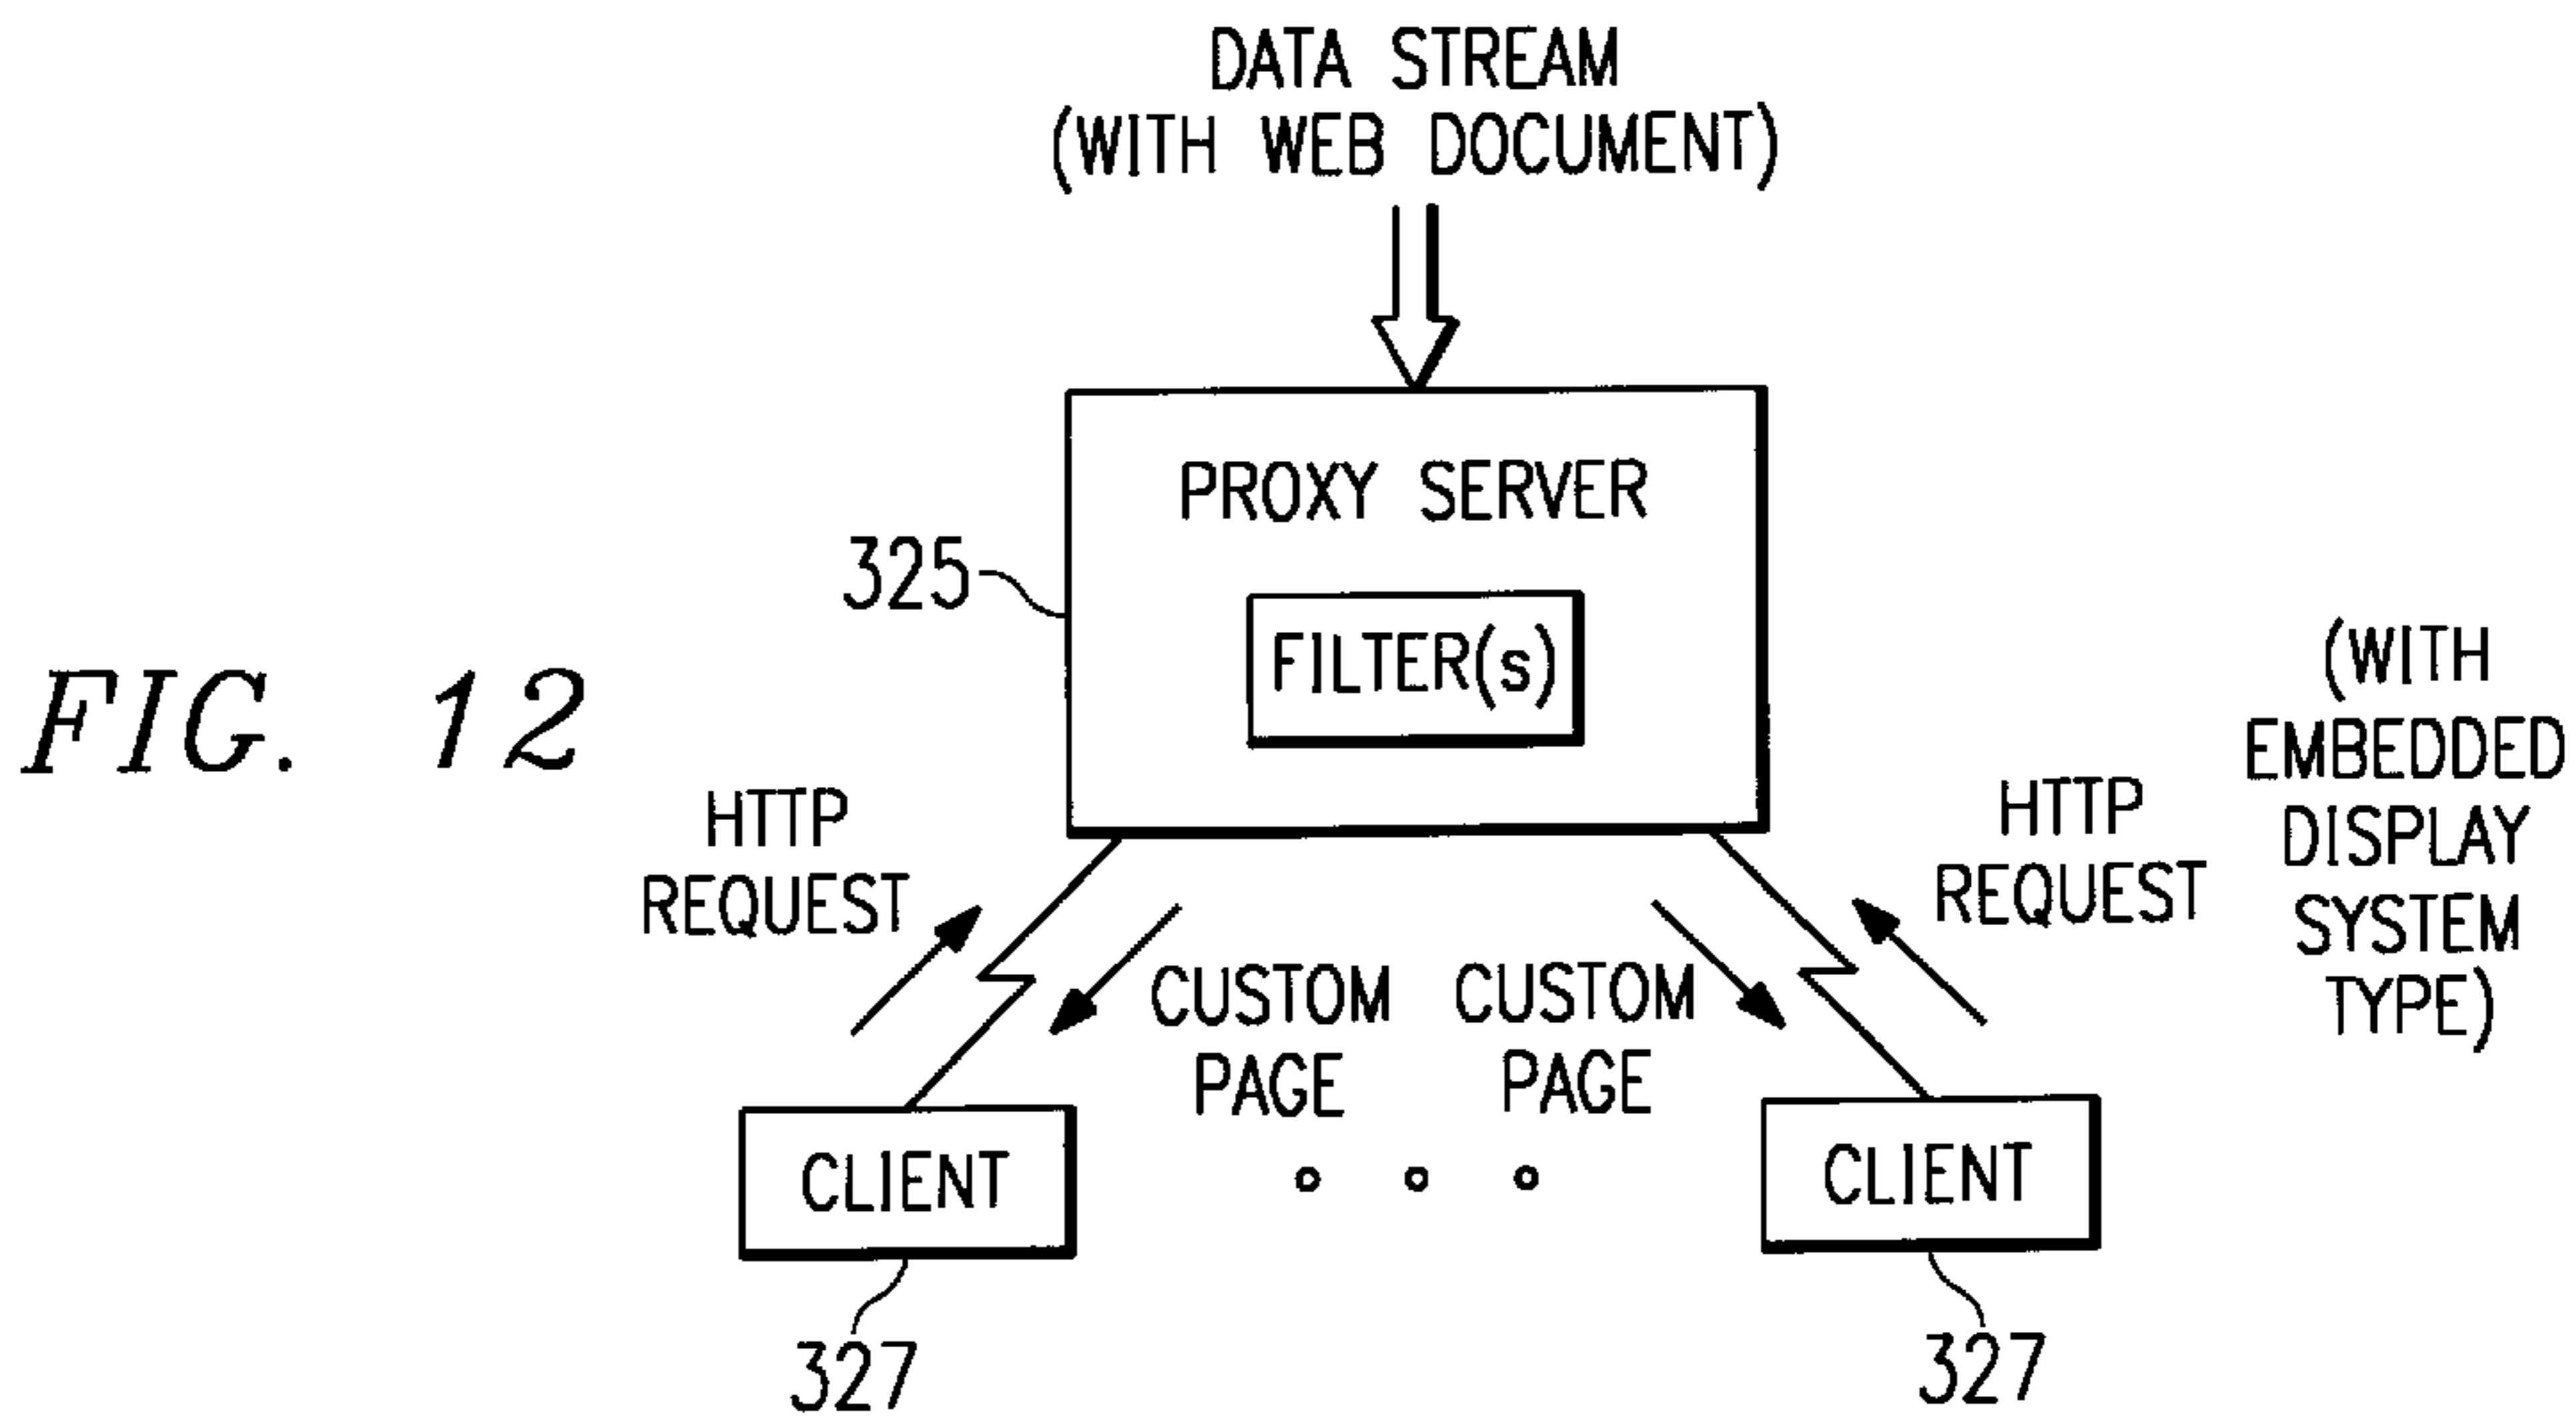 DATA STREAM
(WITH WEB DOCUMENT)
PROXY SERVER
325
FILTER(s)
FIG. 12
HTTP
REQUEST
HTTP
REQUEST
(WITH
EMBEDDED
DISPLAY
SYSTEM
TYPE)
CUSTOM
PAGE
CUSTOM
PAGE
CLIENT
CLIENT
327
327